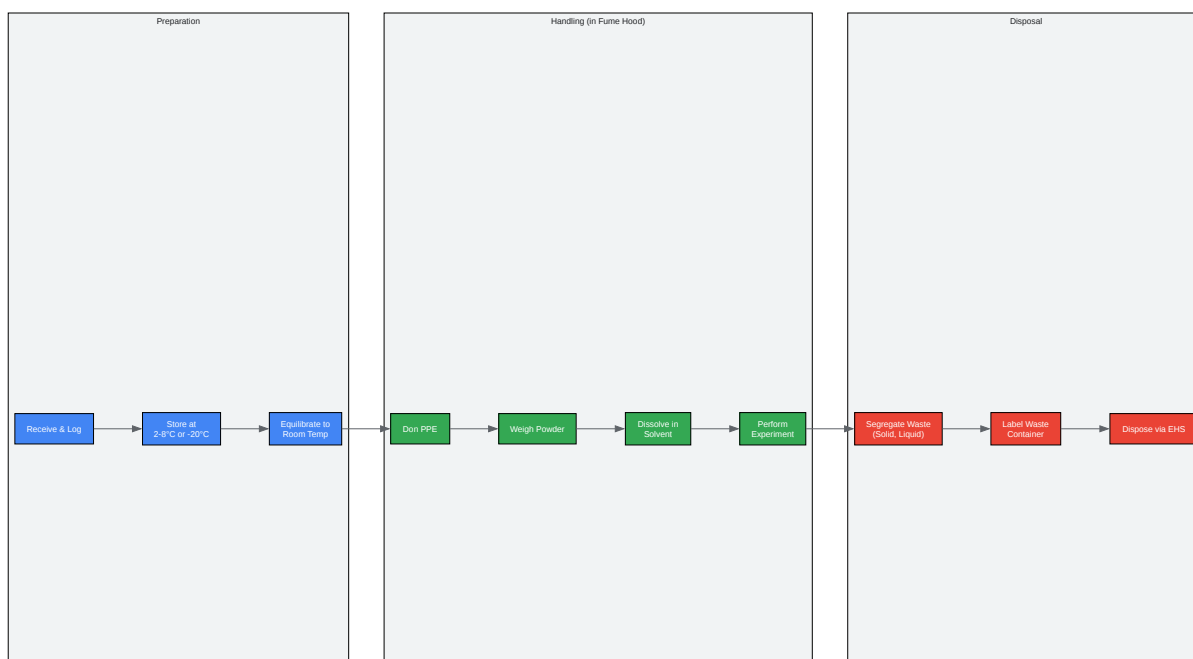 Preparation
Handling (in Fume Hood)
Disposal
Receive & Log
Store at
2-8°C or -20°C
Equilibrate to
Room Temp
Don PPE
Weigh Powder
Dissolve in
Solvent
Perform
Experiment
Segregate Waste
(Solid, Liquid)
Label Waste
Container
Dispose via EHS